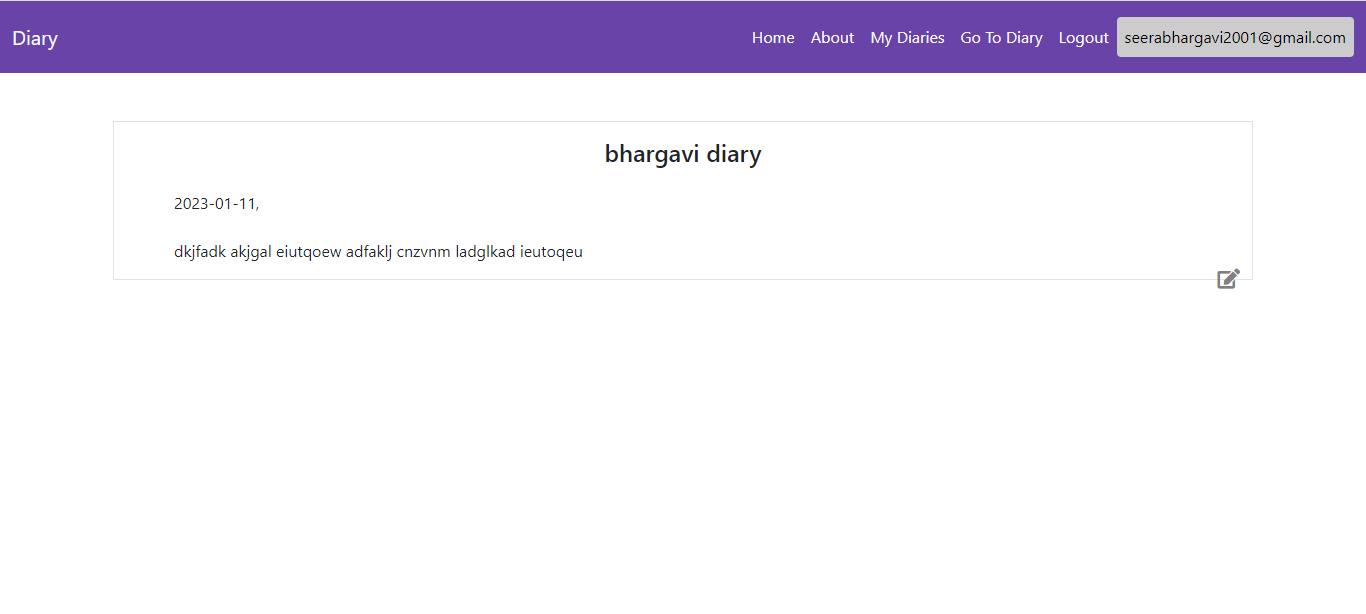 Diary Home About My Diaries Go To Diary Logout seerabhargavi2001@gmail.com
bhargavi diary
2023-01-11,
dkjfadk akjgal eiutqoew adfaklj cnzvnm ladglkad ieutoqeu